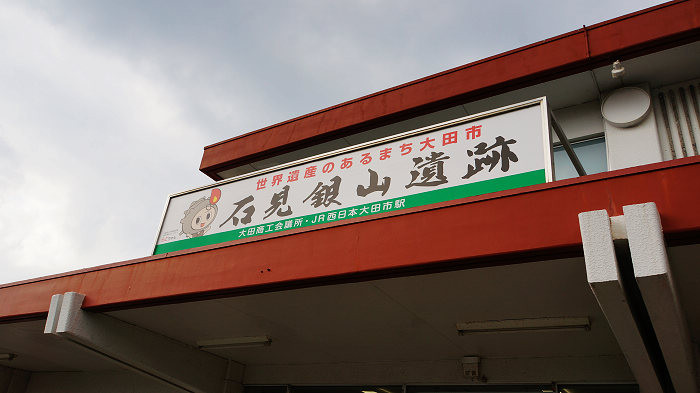 世界遺産のあるまち大田市
石見銀山遺跡
大田商工会議所・JR西日本大田市駅